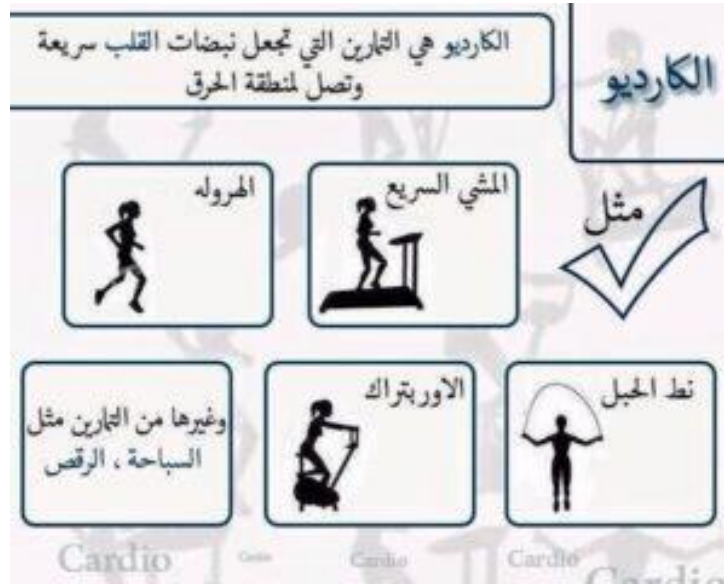 الكارديو
الكارديو هي التمارين التي تجعل نبضات القلب سريعة
وتصل لمنطقة الحرق
مثل
المشي السريع
الهروله
نط الحبل
الاوربتراك
وغيرها من التمارين مثل
السباحة ، الرقص
Cardio
Cardio
Cardio
Cardio
Cardio